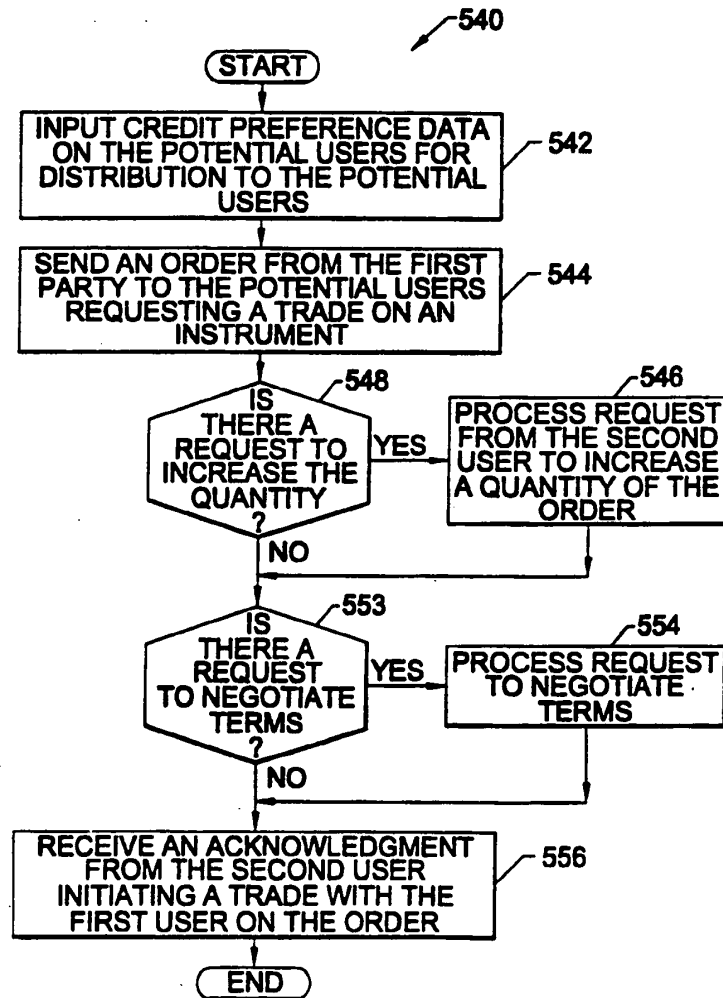 540
START
INPUT CREDIT PREFERENCE DATA
ON THE POTENTIAL USERS FOR
DISTRIBUTION TO THE POTENTIAL
USERS
542
SEND AN ORDER FROM THE FIRST
PARTY TO THE POTENTIAL USERS
REQUESTING A TRADE ON AN
INSTRUMENT
544
548
IS
THERE A
REQUEST TO
INCREASE THE
QUANTITY
?
YES
546
PROCESS REQUEST
FROM THE SECOND
USER TO INCREASE
A QUANTITY OF THE
ORDER
NO
553
IS
THERE A
REQUEST
TO NEGOTIATE
TERMS
?
YES
554
PROCESS REQUEST
TO NEGOTIATE
TERMS
NO
RECEIVE AN ACKNOWLEDGMENT
FROM THE SECOND USER
INITIATING A TRADE WITH THE
FIRST USER ON THE ORDER
556
END